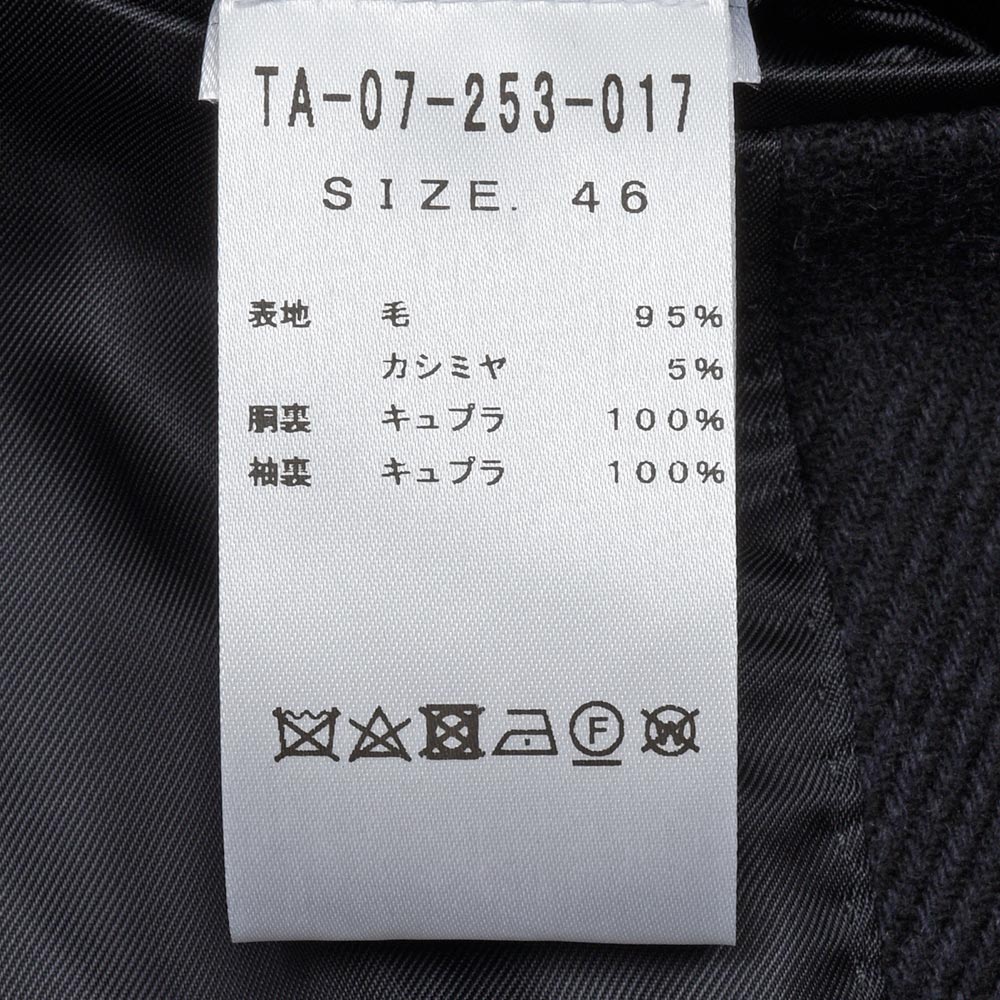 TA-07-253-017
SIZE. 46
表地 毛 95%
カシミヤ 5%
胴裏 キュプラ 100%
袖裏 キュプラ 100%
F W